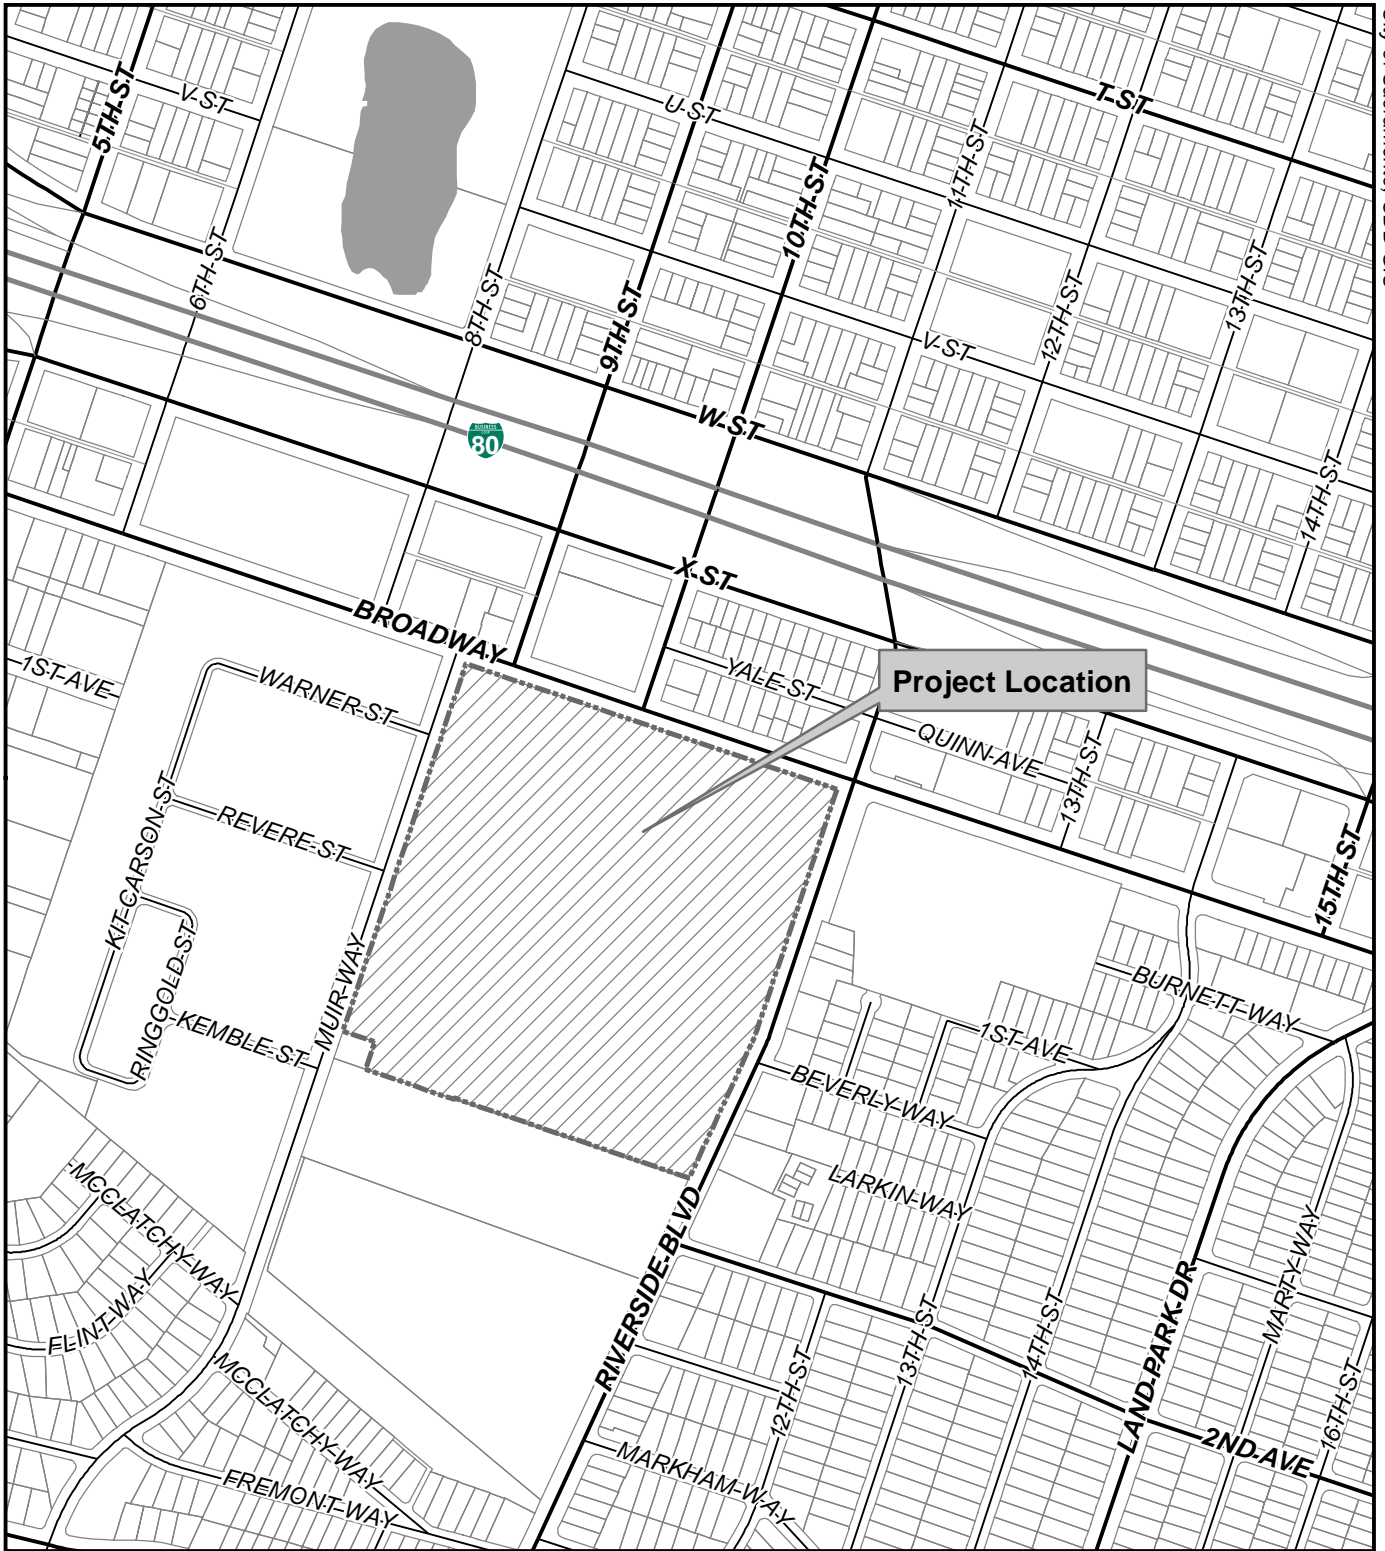 5TH ST
V ST
U ST
T ST
11TH ST
10TH ST
6TH ST
8TH ST
9TH ST
12TH ST
13TH ST
V ST
W ST
BUSINESS
LOOP
80
14TH ST
X ST
BROADWAY
1ST AVE
WARNER ST
YALE ST
Project Location
QUINN AVE
13TH ST
KIT CARSON ST
REVERE ST
15TH ST
RINGGOLD ST
MUIR WAY
KEMBLE ST
BURNETT WAY
1ST AVE
BEVERLY WAY
LARKIN WAY
MCCLATCHY WAY
FLINT WAY
RIVERSIDE BLVD
13TH ST
14TH ST
LAND PARK DR
MARTY WAY
MCCLATCHY WAY
12TH ST
16TH ST
2ND AVE
MARKHAM WAY
FREMONT WAY